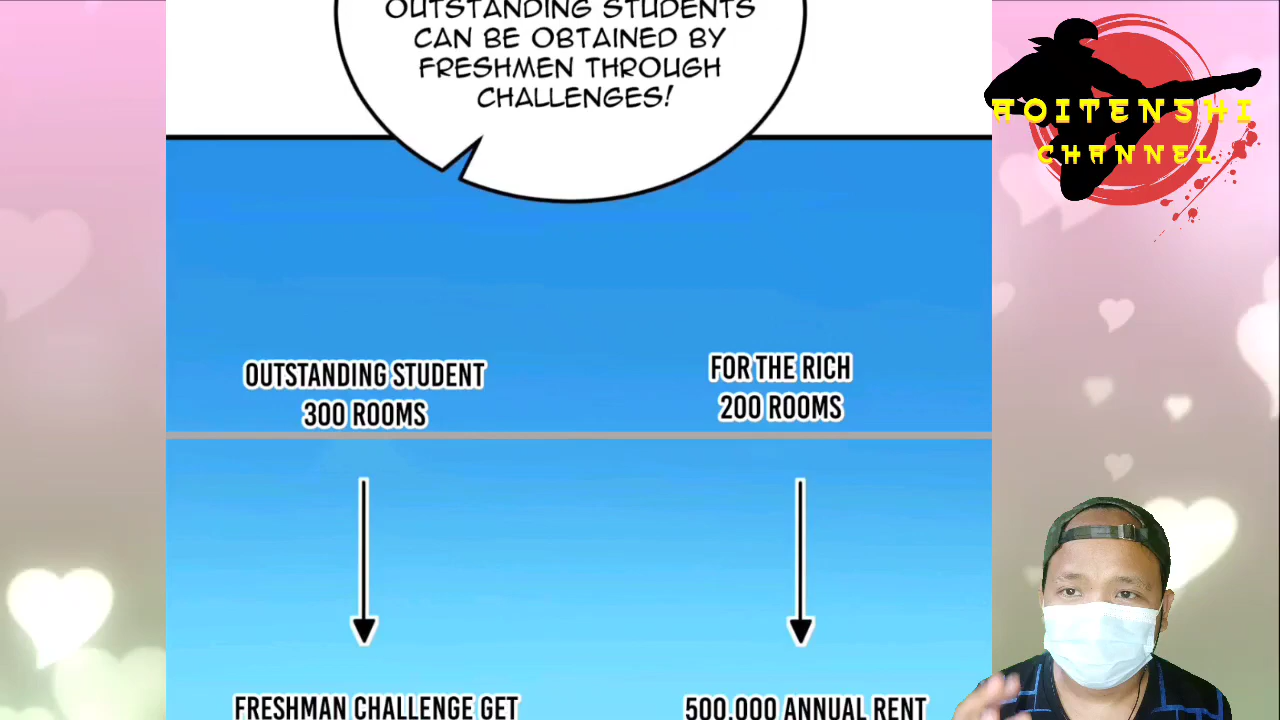 OUTSTANDING STUDENTS
CAN BE OBTAINED BY
FRESHMEN THROUGH
CHALLENGES!
AOITENSHI
CHANNEL
OUTSTANDING STUDENT
300 ROOMS
FOR THE RICH
200 ROOMS
FRESHMAN CHALLENGE GET
500.000 ANNUAL RENT